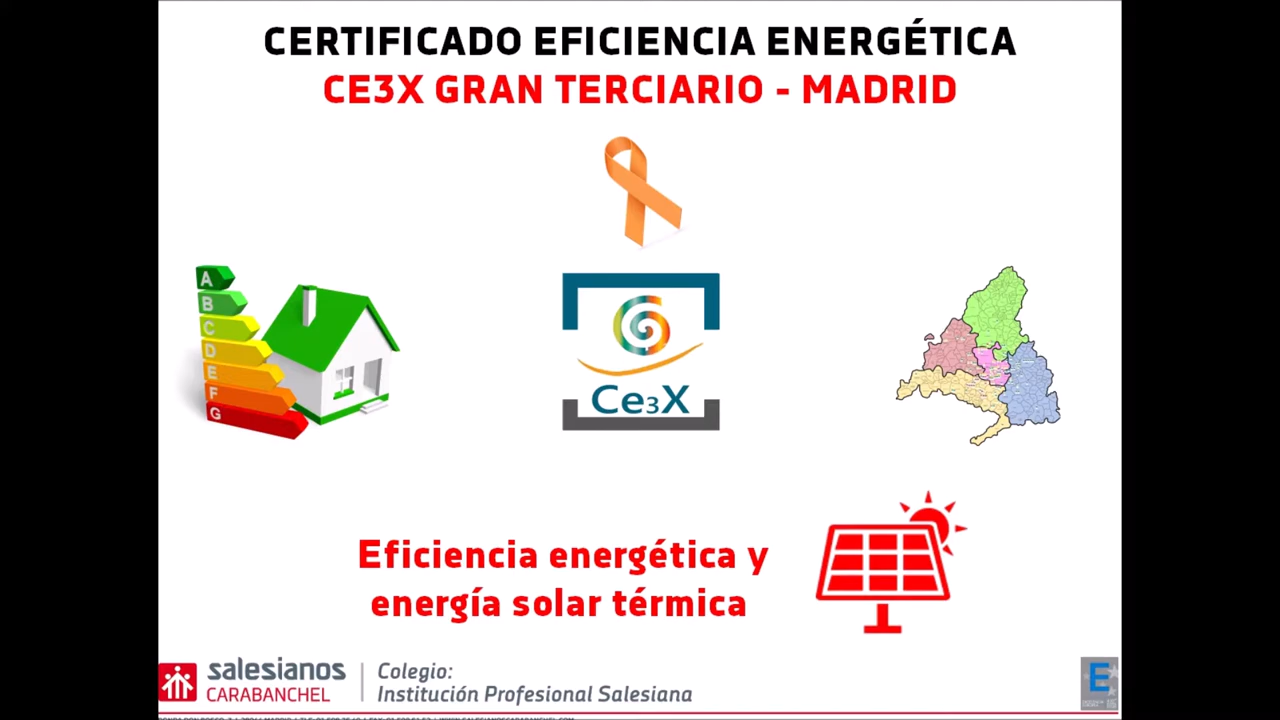 CERTIFICADO EFICIENCIA ENERGÉTICA
CE3X GRAN TERCIARIO - MADRID
A
B
C
D
E
F
G
Ce3X
Eficiencia energética y
energía solar térmica
salesianos
CARABANCHEL
Colegio:
Institución Profesional Salesiana
E